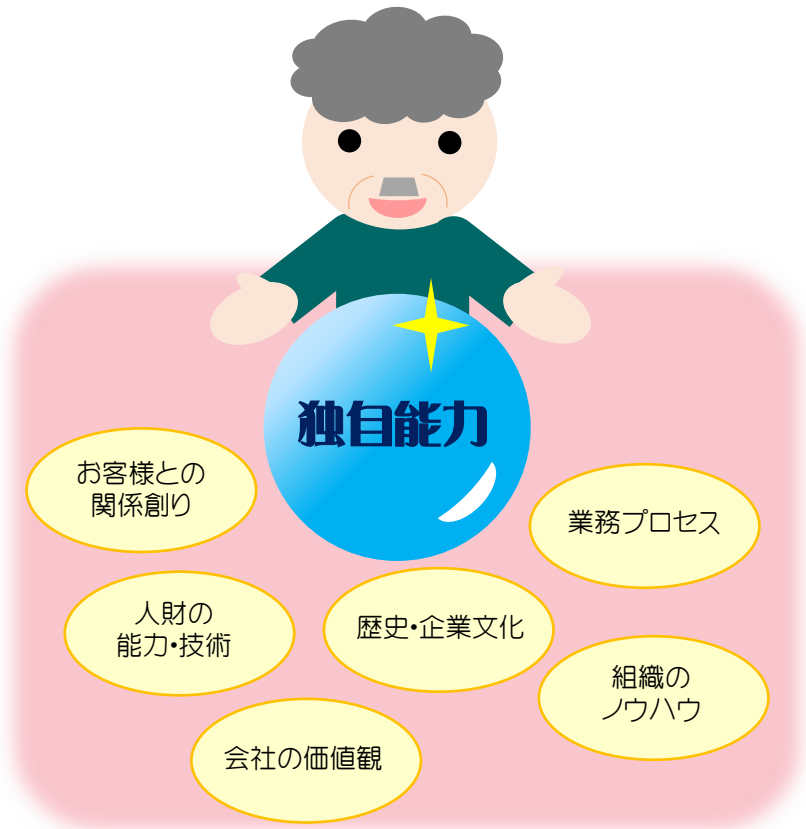 独自能力
お客様との
関係創り
業務プロセス
人財の
能力・技術
歴史・企業文化
組織の
ノウハウ
会社の価値観